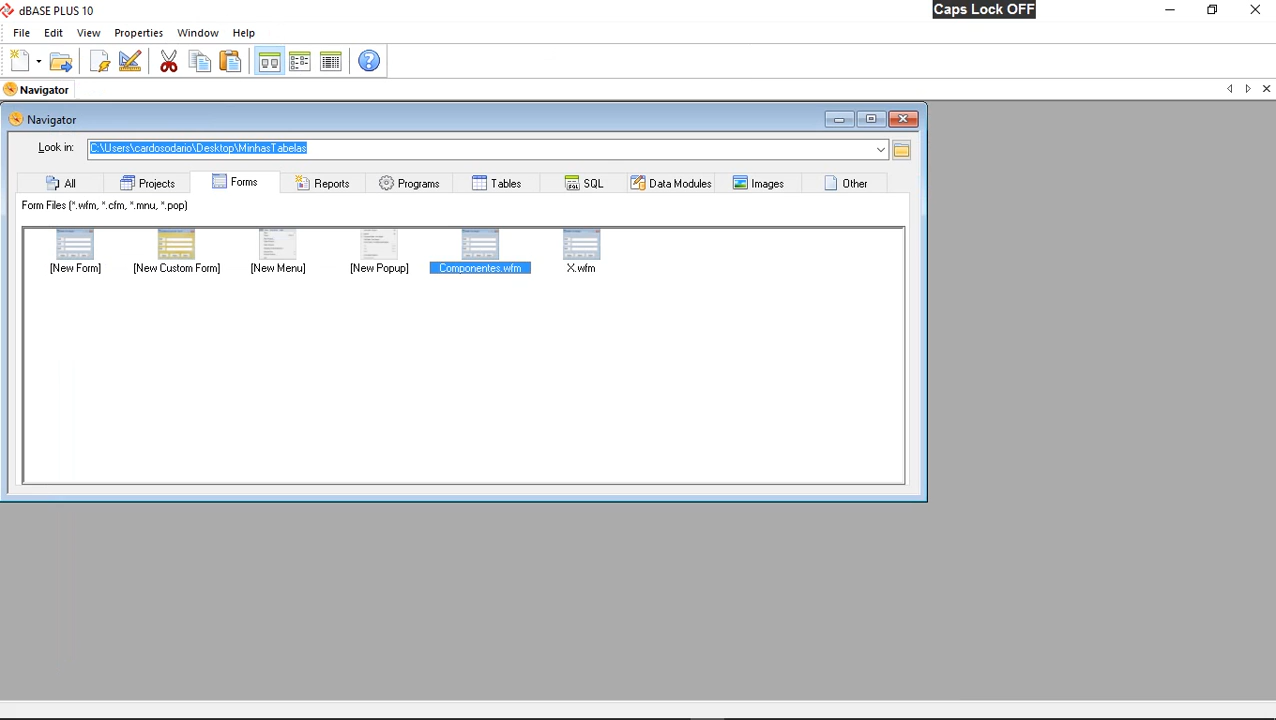 dBASE PLUS 10
Caps Lock OFF
File Edit View Properties Window Help
Navigator
Navigator
Look in: C:\Users\cardosodario\Desktop\MinhasTabelas
All Projects Forms Reports Programs Tables SQL Data Modules Images Other
Form Files (*.wfm, *.cfm, *.mnu, *.pop)
[New Form] [New Custom Form] [New Menu] [New Popup] Componentes.wfm X.wfm